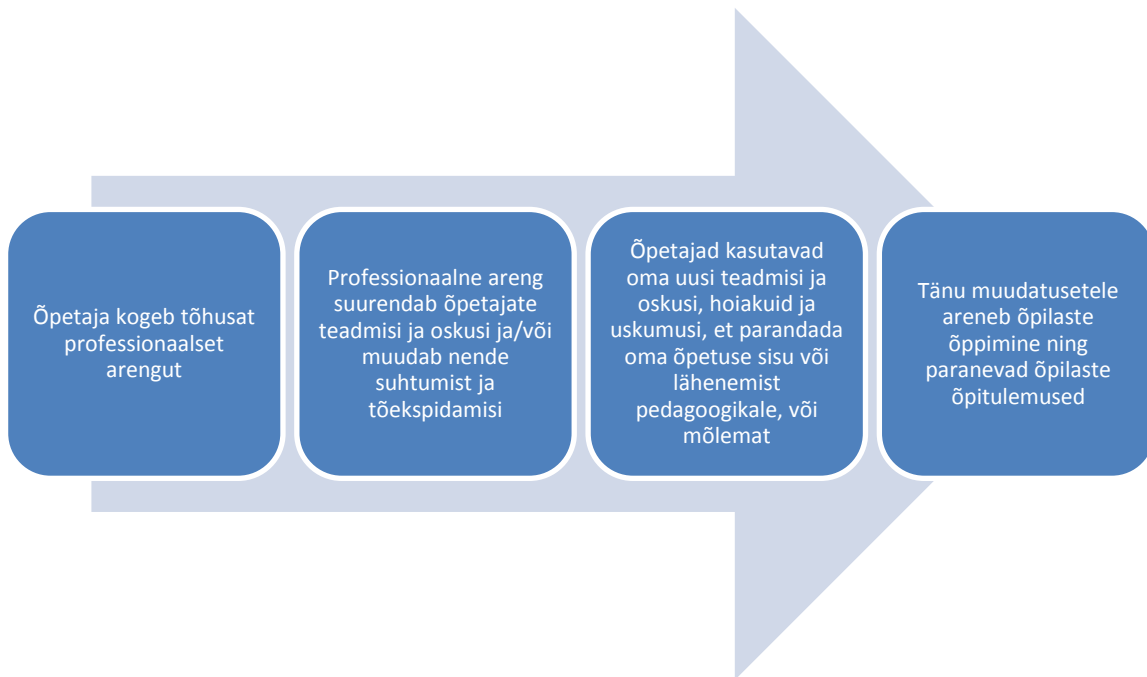 Õpetaja kogeb tõhusat
professionaalset
arengut
Professionaalne areng
suurendab õpetajate
teadmisi ja oskusi ja/või
muudab nende
suhtumist ja
tõekspidamisi
Õpetajad kasutavad
oma uusi teadmisi ja
oskusi, hoiakuid ja
uskumusi, et parandada
oma õpetuse sisu või
lähenemist
pedagoogikale, või
mõlemat
Tänu muudatusetele
areneb õpilaste
õppimine ning
paranevad õpilaste
õpitulemused